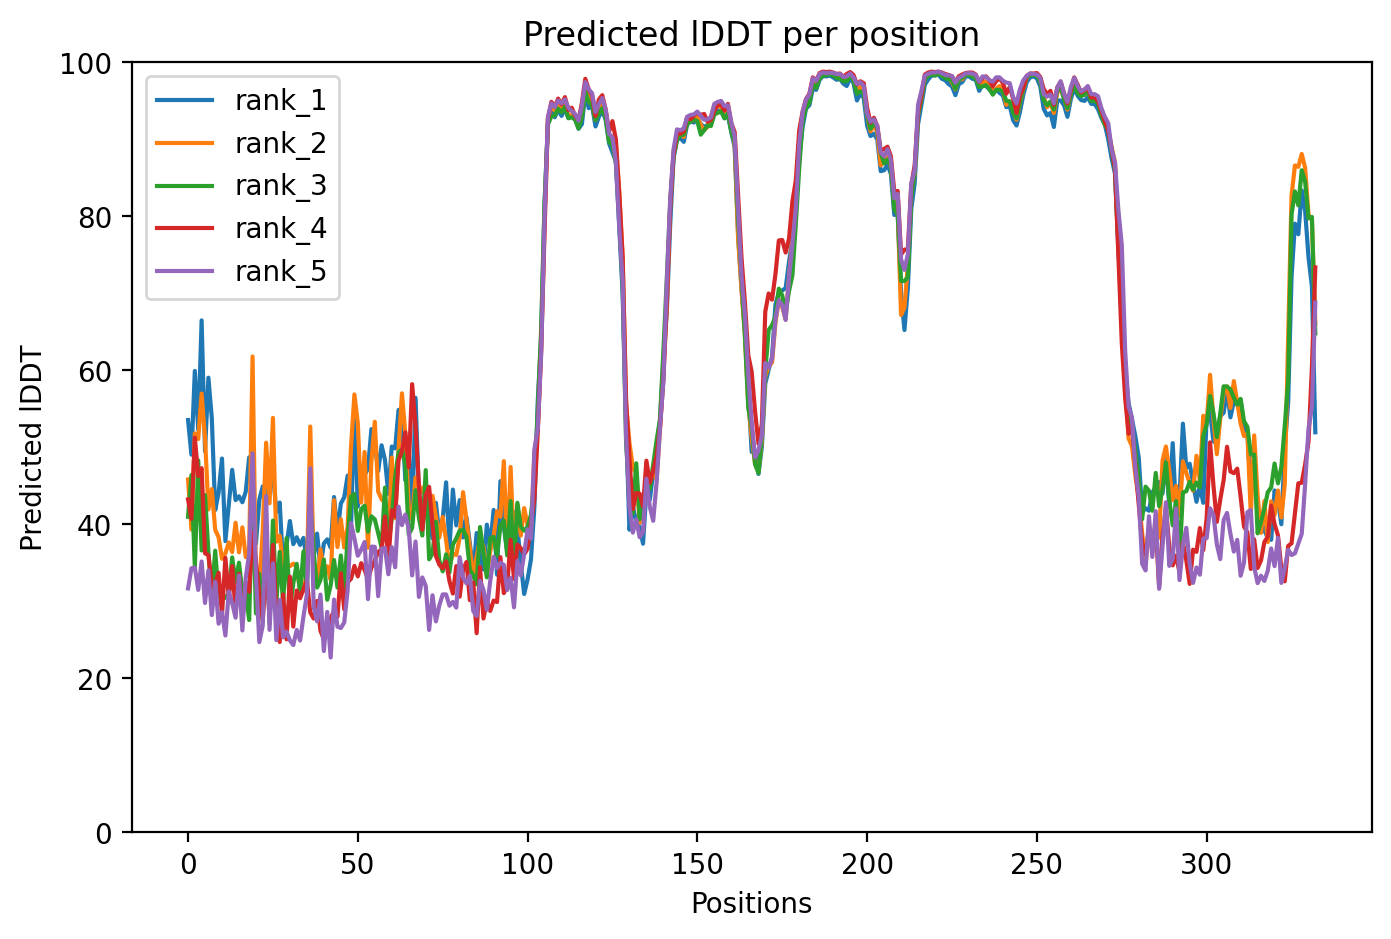 Predicted lDDT per position
100
80
60
40
20
0
Predicted lDDT
rank_1
rank_2
rank_3
rank_4
rank_5
0 50 100 150 200 250 300
Positions